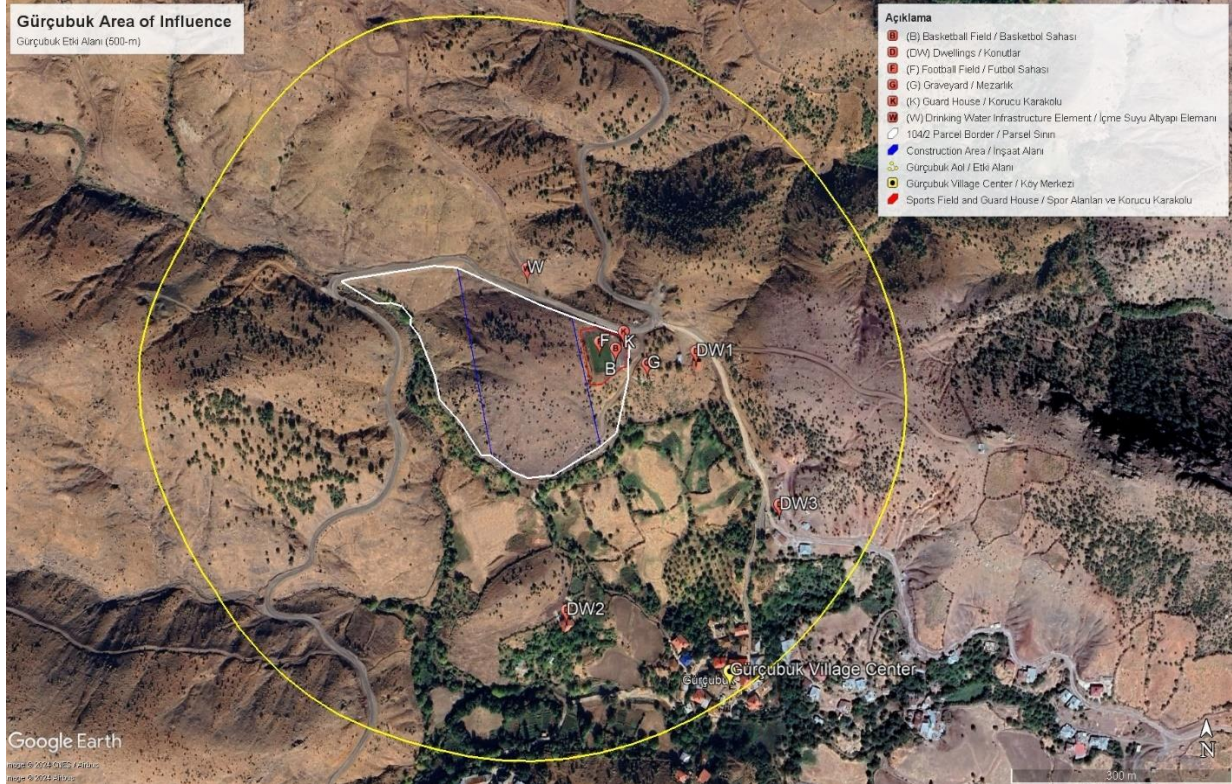 Gürçubuk Area of Influence
Gürçubuk Etki Alanı (500-m)
Açıklama
B (B) Basketball Field / Basketbol Sahası
D (DW) Dwellings / Konutlar
F (F) Football Field / Futbol Sahası
G (G) Graveyard / Mezarlık
K (K) Guard House / Korucu Karakolu
W (W) Drinking Water Infrastructure Element / İçme Suyu Altyapı Elemanı
104/2 Parcel Border / Parsel Sınırı
Construction Area / İnşaat Alanı
Gürçubuk AoI / Etki Alanı
Gürçubuk Village Center / Köy Merkezi
Sports Field and Guard House / Spor Alanları ve Korucu Karakolu
W
K
F
K
B
B
G
DW1
DW3
DW2
Gürçubuk Village Center
Gürçubu
Google Earth
300 m
N